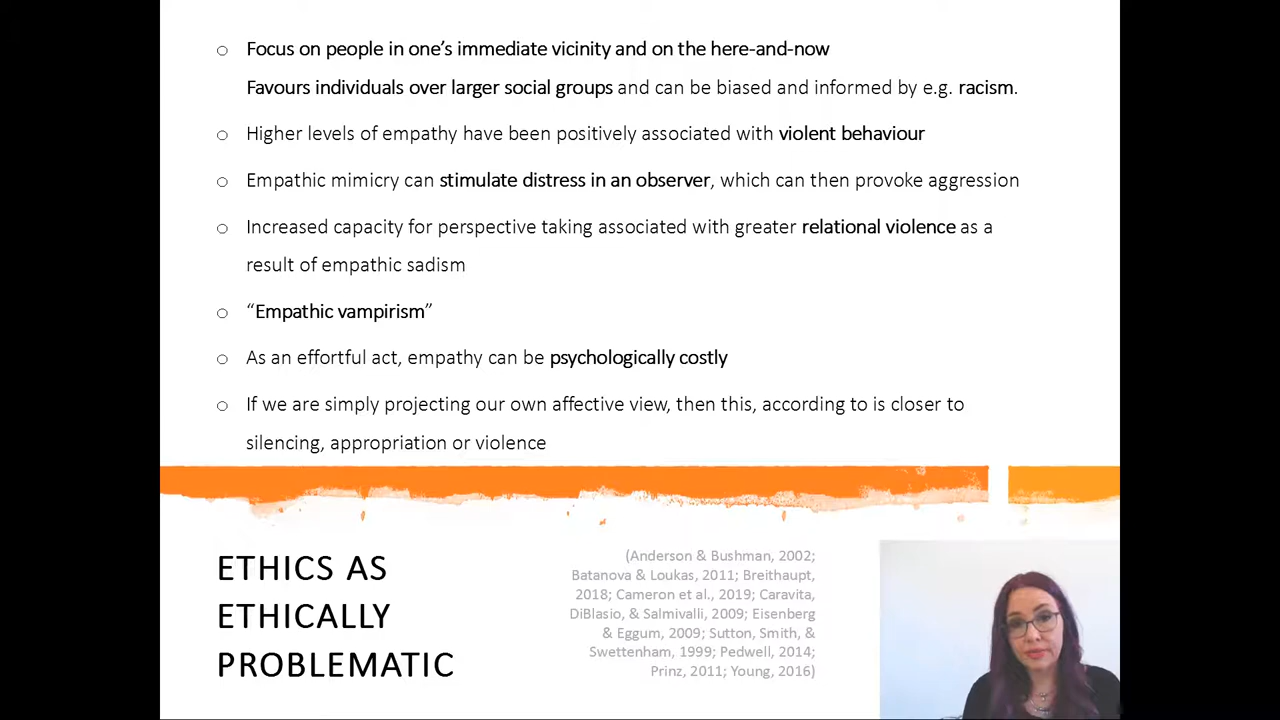 Focus on people in one’s immediate vicinity and on the here-and-now
Favours individuals over larger social groups and can be biased and informed by e.g. racism.
Higher levels of empathy have been positively associated with violent behaviour
Empathic mimicry can stimulate distress in an observer, which can then provoke aggression
Increased capacity for perspective taking associated with greater relational violence as a
result of empathic sadism
“Empathic vampirism”
As an effortful act, empathy can be psychologically costly
If we are simply projecting our own affective view, then this, according to is closer to
silencing, appropriation or violence
ETHICS AS
ETHICALLY
PROBLEMATIC
(Anderson & Bushman, 2002;
Batanova & Loukas, 2011; Breithaupt,
2018; Cameron et al., 2019; Caravita,
DiBlasio, & Salmivalli, 2009; Eisenberg
& Eggum, 2009; Sutton, Smith, &
Swettenham, 1999; Pedwell, 2014;
Prinz, 2011; Young, 2016)